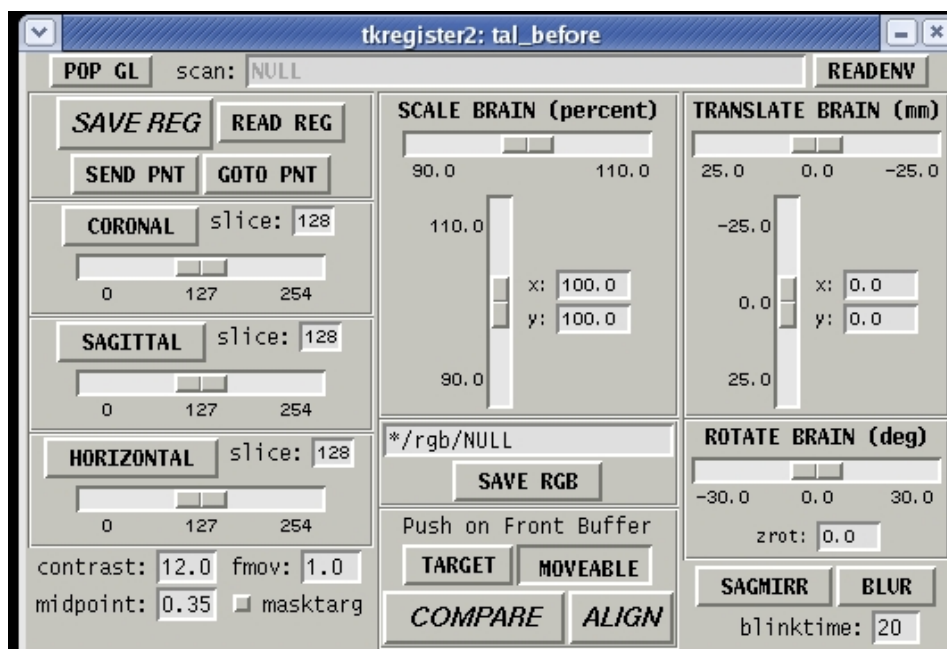 tkregister2: tal_before
POP GL scan: NULL READENV
SAVE REG READ REG
SEND PNT GOTO PNT
CORONAL slice: 128
0 127 254
SAGITTAL slice: 128
0 127 254
HORIZONTAL slice: 128
0 127 254
contrast: 12.0 fmov: 1.0
midpoint: 0.35 masktarg
SCALE BRAIN (percent)
90.0 110.0
110.0
x: 100.0
y: 100.0
90.0
*/rgb/NULL
SAVE RGB
Push on Front Buffer
TARGET MOVEABLE
COMPARE ALIGN
TRANSLATE BRAIN (mm)
25.0 0.0 -25.0
-25.0
x: 0.0
0.0
y: 0.0
25.0
ROTATE BRAIN (deg)
-30.0 0.0 30.0
zrot: 0.0
SAGMIRR BLUR
blinktime: 20